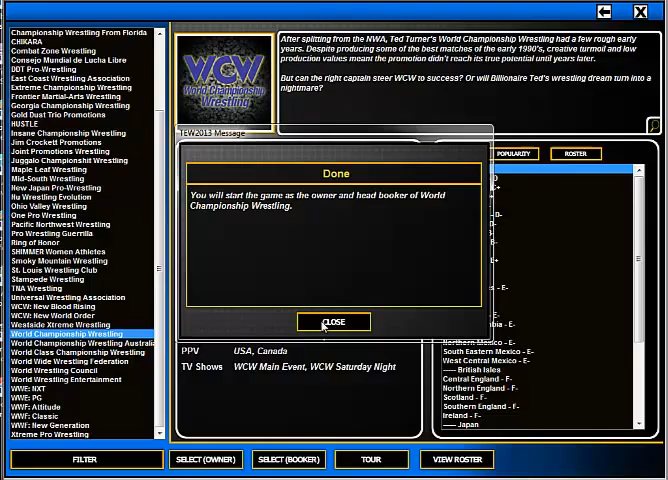 Championship Wrestling From Florida
CHIKARA
Combat Zone Wrestling
Consejo Mundial de Lucha Libre
DDT Pro-Wrestling
East Coast Wrestling Association
Extreme Championship Wrestling
Frontier Martial-Arts Wrestling
Georgia Championship Wrestling
Gold Dust Trio Promotions
HUSTLE
Insane Championship Wrestling
Jim Crockett Promotions
Joint Promotions Wrestling
Juggalo Championshit Wrestling
Maple Leaf Wrestling
Mid-South Wrestling
New Japan Pro-Wrestling
Nu Wrestling Evolution
Ohio Valley Wrestling
One Pro Wrestling
Pacific Northwest Wrestling
Pro Wrestling Guerrilla
Ring of Honor
SHIMMER Women Athletes
Smoky Mountain Wrestling
St. Louis Wrestling Club
Stampede Wrestling
TNA Wrestling
Universal Wrestling Association
WCW: New Blood Rising
WCW: New World Order
Westside Xtreme Wrestling
World Championship Wrestling
World Championship Wrestling Australia
World Class Championship Wrestling
World Wide Wrestling Federation
World Wrestling Council
World Wrestling Entertainment
WWE: NXT
WWE: PG
WWF: Attitude
WWF: Classic
WWF: New Generation
Xtreme Pro Wrestling
FILTER
WCW
World Championship
Wrestling
After splitting from the NWA, Ted Turner's World Championship Wrestling had a few rough early
years. Despite producing some of the best matches of the early 1990's, creative turmoil and low
production values meant the promotion didn't reach its true potential until years later.
But can the right captain steer WCW to success? Or will Billionaire Ted's wrestling dream turn into a
nightmare?
TEW2013 Message
Done
You will start the game as the owner and head booker of World
Championship Wrestling.
CLOSE
POPULARITY
ROSTER
PPV USA, Canada
TV Shows WCW Main Event, WCW Saturday Night
Northern Mexico - E-
South Eastern Mexico - E-
West Central Mexico - E-
----- British Isles
Central England - F-
Northern England - F-
Scotland - F-
Southern England - F-
Ireland - F-
----- Japan
SELECT (OWNER)
SELECT (BOOKER)
TOUR
VIEW ROSTER